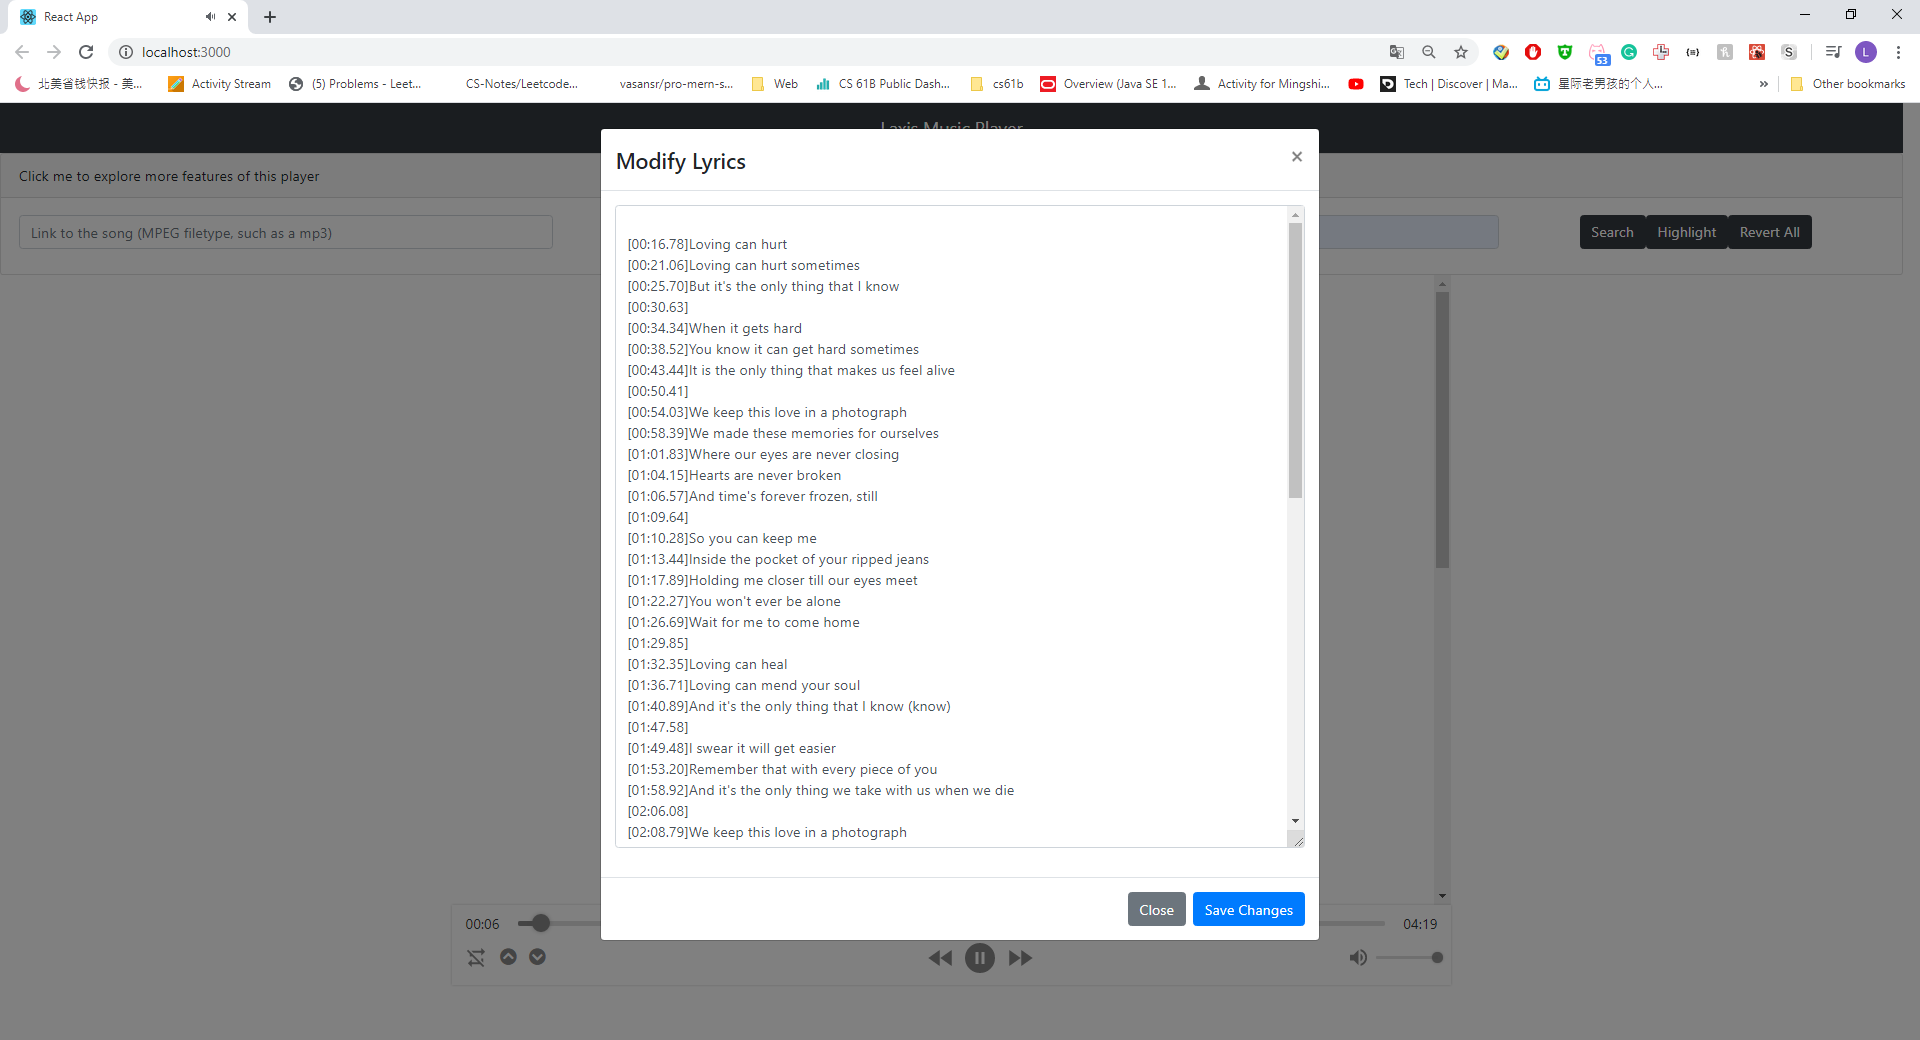 React App
localhost:3000
53
L
北美省钱快报 - 美...
Activity Stream
(5) Problems - Leet...
CS-Notes/Leetcode...
vasansr/pro-mern-s...
Web
CS 61B Public Dash...
cs61b
Overview (Java SE 1...
Activity for Mingshi...
Tech | Discover | Ma...
星际老男孩的个人...
»
Other bookmarks
Laxis Music Player
Click me to explore more features of this player
Link to the song (MPEG filetype, such as a mp3)
Search
Highlight
Revert All
Modify Lyrics
×
[00:16.78]Loving can hurt
[00:21.06]Loving can hurt sometimes
[00:25.70]But it's the only thing that I know
[00:30.63]
[00:34.34]When it gets hard
[00:38.52]You know it can get hard sometimes
[00:43.44]It is the only thing that makes us feel alive
[00:50.41]
[00:54.03]We keep this love in a photograph
[00:58.39]We made these memories for ourselves
[01:01.83]Where our eyes are never closing
[01:04.15]Hearts are never broken
[01:06.57]And time's forever frozen, still
[01:09.64]
[01:10.28]So you can keep me
[01:13.44]Inside the pocket of your ripped jeans
[01:17.89]Holding me closer till our eyes meet
[01:22.27]You won't ever be alone
[01:26.69]Wait for me to come home
[01:29.85]
[01:32.35]Loving can heal
[01:36.71]Loving can mend your soul
[01:40.89]And it's the only thing that I know (know)
[01:47.58]
[01:49.48]I swear it will get easier
[01:53.20]Remember that with every piece of you
[01:58.92]And it's the only thing we take with us when we die
[02:06.08]
[02:08.79]We keep this love in a photograph
Close
Save Changes
00:06
04:19